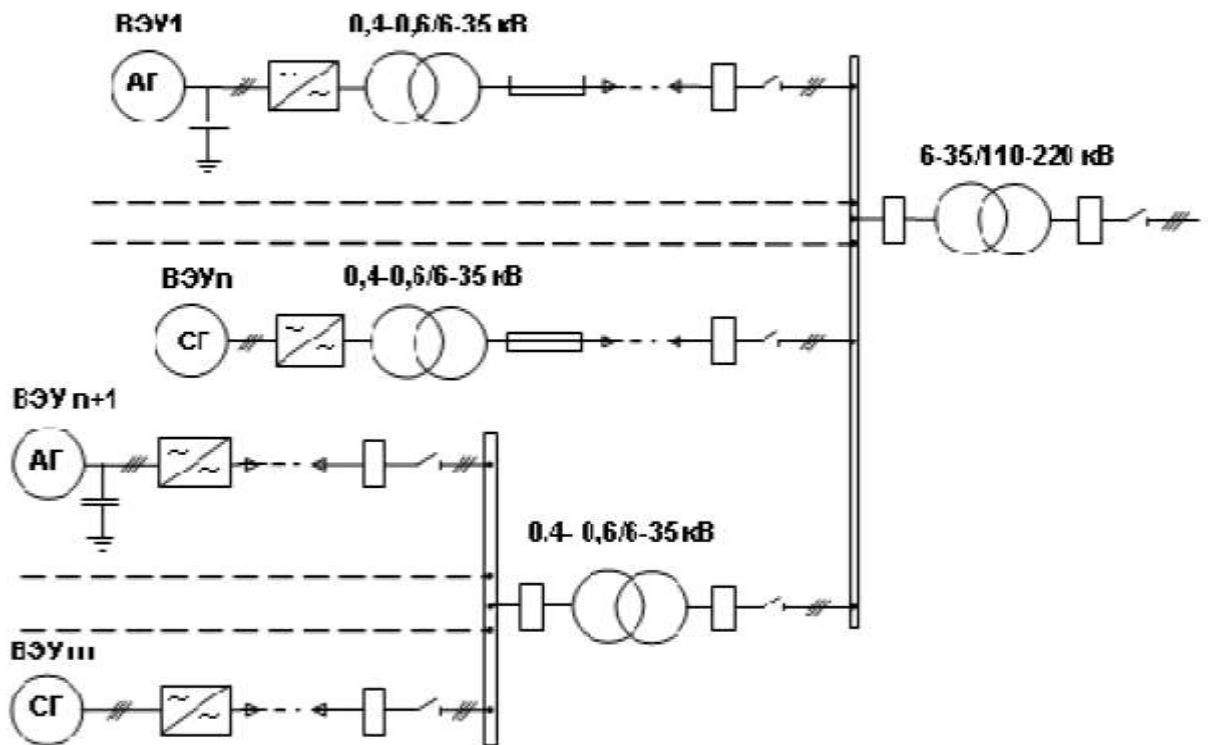 ВЭУ1
0,4-0,6/6-35 кВ
АГ
6-35/110-220 кВ
ВЭУn
0,4-0,6/6-35 кВ
СГ
ВЭУ n+1
АГ
0.4- 0,6/6-35 кВ
ВЭУm
СГ